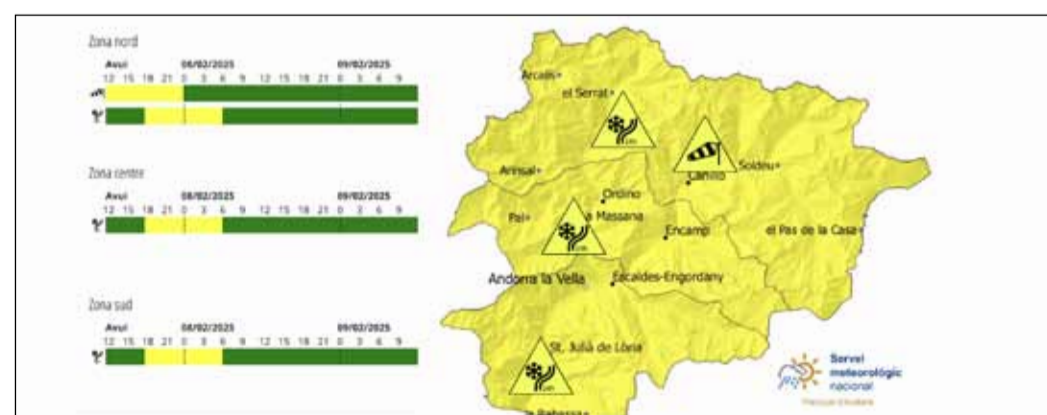 Zona nord
Avui 08/02/2025 09/02/2025
12 15 18 21 0 3 6 9 12 15 18 21 0 3 6 9
Zona centre
Avui 08/02/2025 09/02/2025
12 15 18 21 0 3 6 9 12 15 18 21 0 3 6 9
Zona sud
Avui 08/02/2025 09/02/2025
12 15 18 21 0 3 6 9 12 15 18 21 0 3 6 9
Arcalís
el Serrat
Arinsal
Soldeu
Canillo
Ordino
Pal
a Massana
Encamp
el Pas de la Casa
Andorra la Vella
Escaldes-Engordany
St. Julià de Lòria
la Rabassa
Servei
meteorològic
nacional
Principat d'Andorra